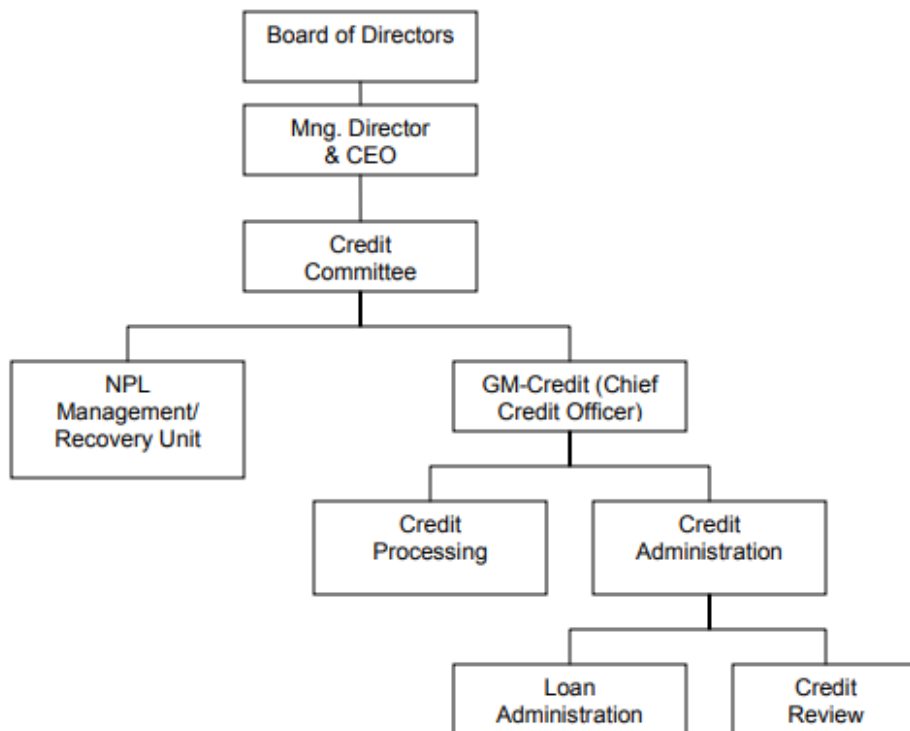 Board of Directors
Mng. Director
& CEO
Credit
Committee
NPL
Management/
Recovery Unit
GM-Credit (Chief
Credit Officer)
Credit
Processing
Credit
Administration
Loan
Administration
Credit
Review